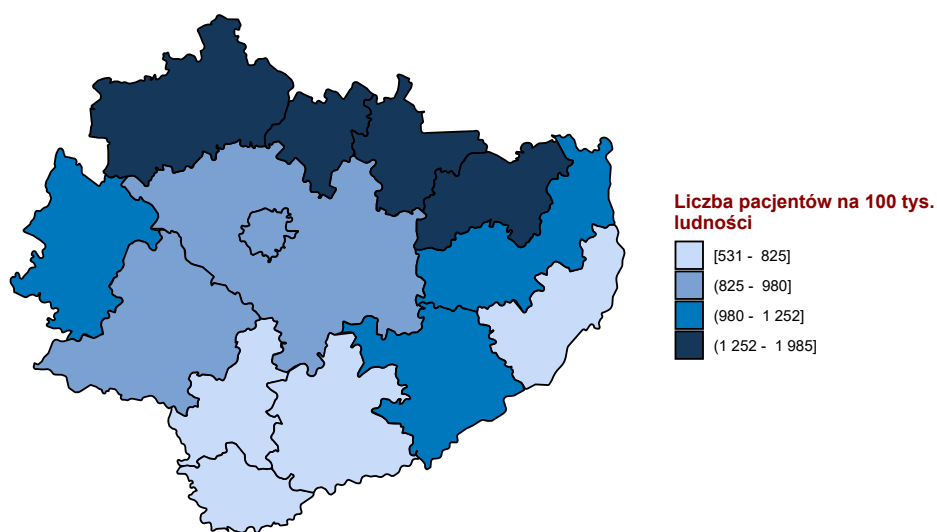 Liczba pacjentów na 100 tys.
ludności
[531 - 825]
(825 - 980]
(980 - 1 252]
(1 252 - 1 985]